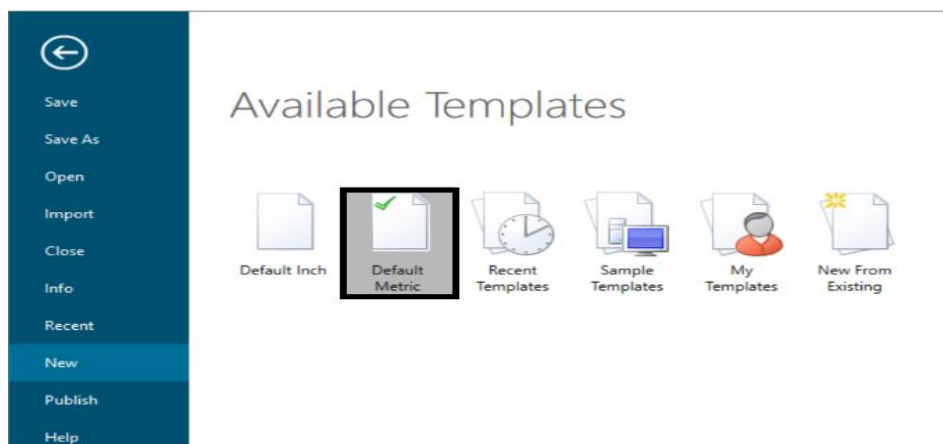 Save
Save As
Open
Import
Close
Info
Recent
New
Publish
Help
Available Templates
Default Inch
Default
Metric
Recent
Templates
Sample
Templates
My
Templates
New From
Existing